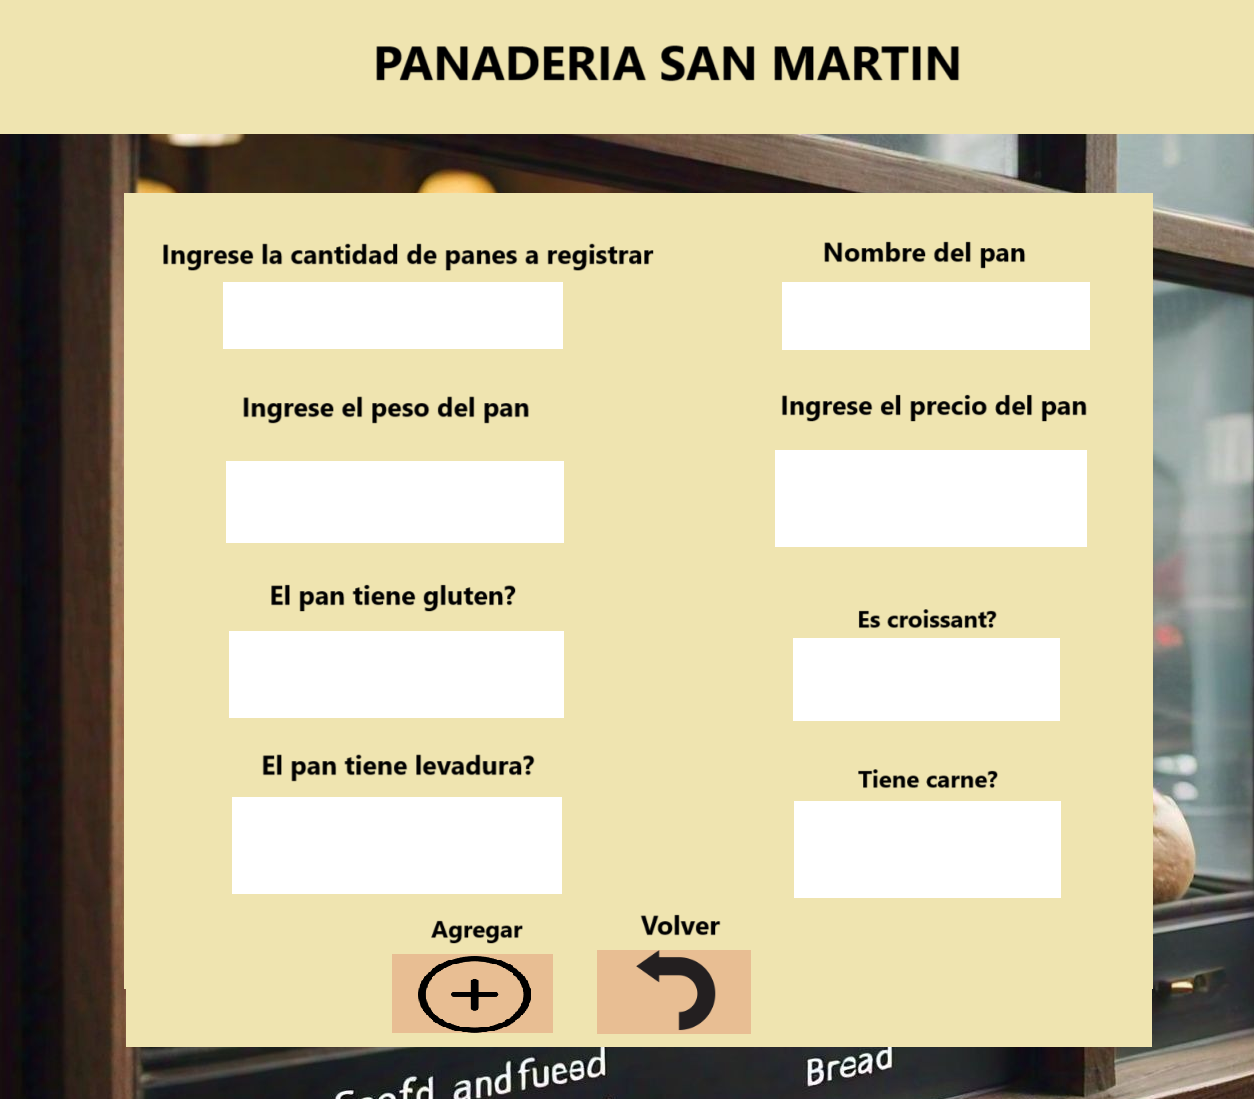 PANADERIA SAN MARTIN
Ingrese la cantidad de panes a registrar
Nombre del pan
Ingrese el peso del pan
Ingrese el precio del pan
El pan tiene gluten?
Es croissant?
El pan tiene levadura?
Tiene carne?
Agregar
Volver
and fueed
Bread